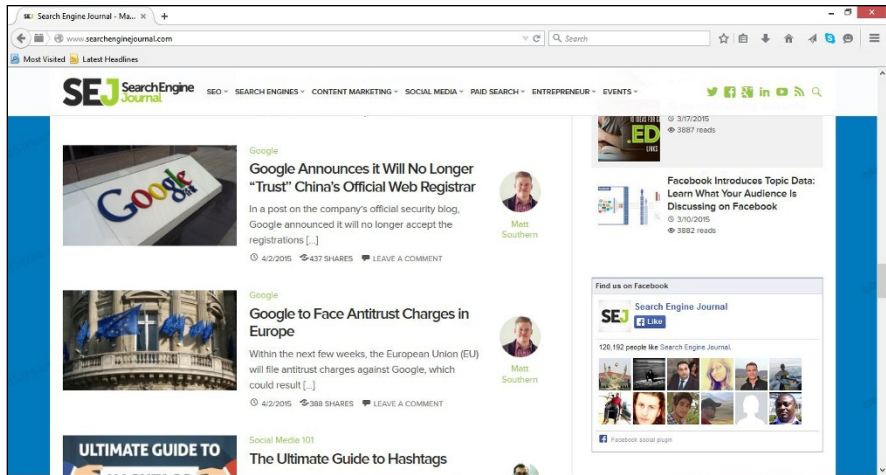 SEJ Search Engine Journal - Ma...
www.searchenginejournal.com
Search
Most Visited
Latest Headlines
SEJ SearchEngine Journal
SEO
SEARCH ENGINES
CONTENT MARKETING
SOCIAL MEDIA
PAID SEARCH
ENTREPRENEUR
EVENTS
Google
Google
Google Announces it Will No Longer
“Trust” China’s Official Web Registrar
In a post on the company’s official security blog,
Google announced it will no longer accept the
registrations [...]
4/2/2015 437 SHARES LEAVE A COMMENT
Matt
Southern
Google
Google to Face Antitrust Charges in
Europe
Within the next few weeks, the European Union (EU)
will file antitrust charges against Google, which
could result [...]
4/2/2015 388 SHARES LEAVE A COMMENT
Matt
Southern
ULTIMATE GUIDE TO
HASHTAGS
Social Media 101
The Ultimate Guide to Hashtags
.ED
LINKS
3/17/2015
3887 reads
Facebook Introduces Topic Data:
Learn What Your Audience Is
Discussing on Facebook
3/10/2015
3882 reads
Find us on Facebook
SEJ
Search Engine Journal
Like
120,192 people like Search Engine Journal.
Facebook social plugin